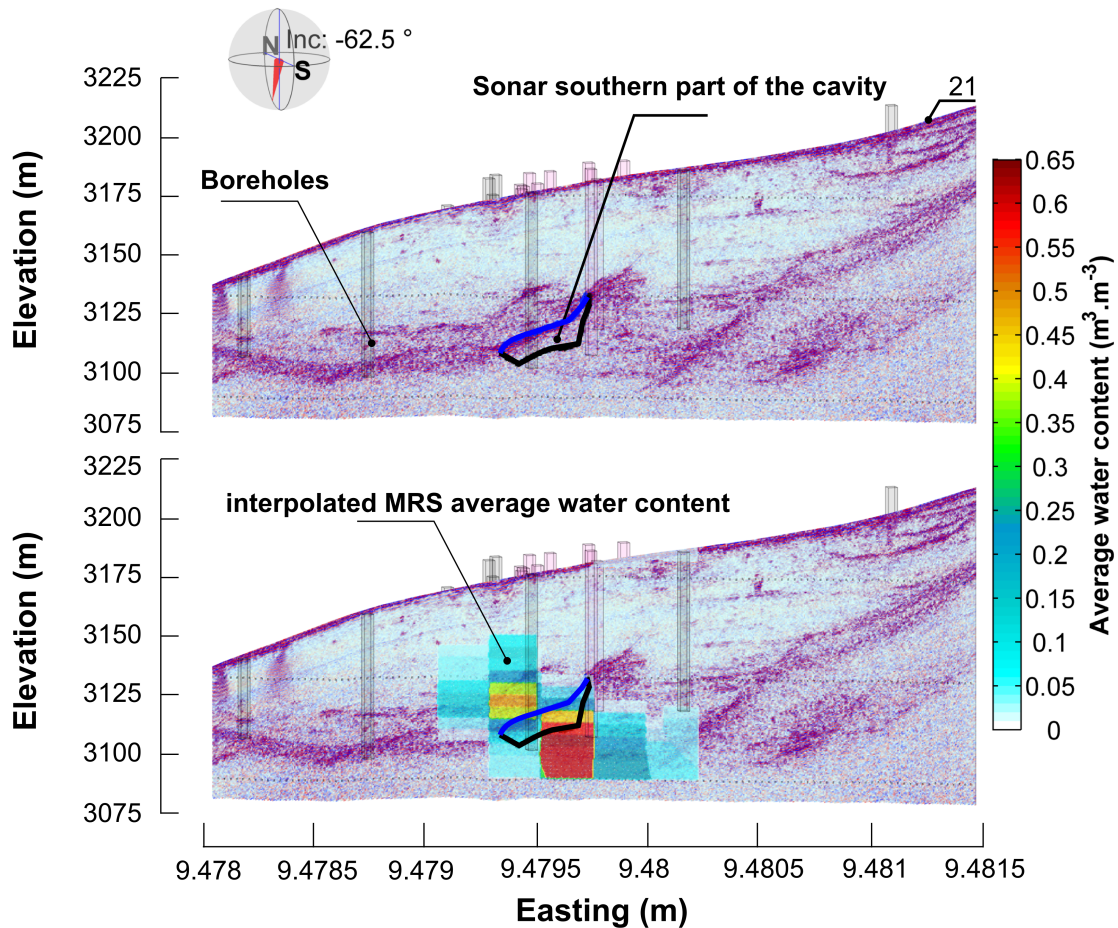 N Inc: -62.5 °
S
Sonar southern part of the cavity
21
Boreholes
Elevation (m)
3225
3200
3175
3150
3125
3100
3075
interpolated MRS average water content
Elevation (m)
3225
3200
3175
3150
3125
3100
3075
0.65
0.6
0.55
0.5
0.45
0.4
0.35
0.3
0.25
0.2
0.15
0.1
0.05
0
Average water content (m³.m⁻³)
9.478 9.4785 9.479 9.4795 9.48 9.4805 9.481 9.4815
Easting (m)